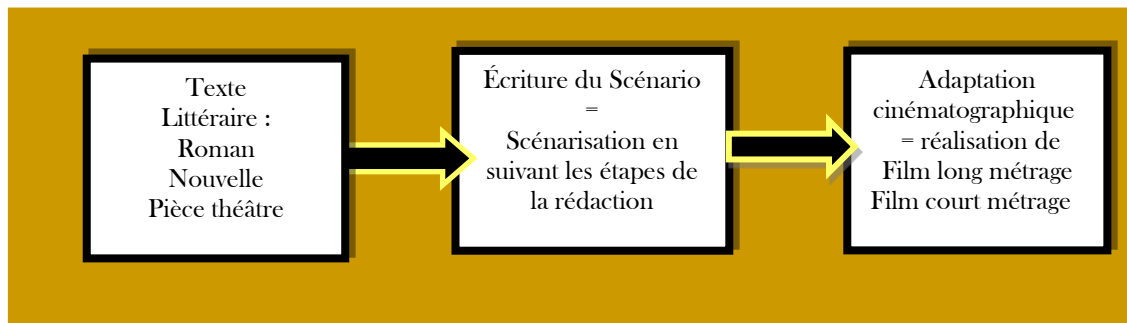 Texte
Littéraire :
Roman
Nouvelle
Pièce théâtre
Écriture du Scénario
=
Scénarisation en
suivant les étapes de
la rédaction
Adaptation
cinématographique
= réalisation de
Film long métrage
Film court métrage